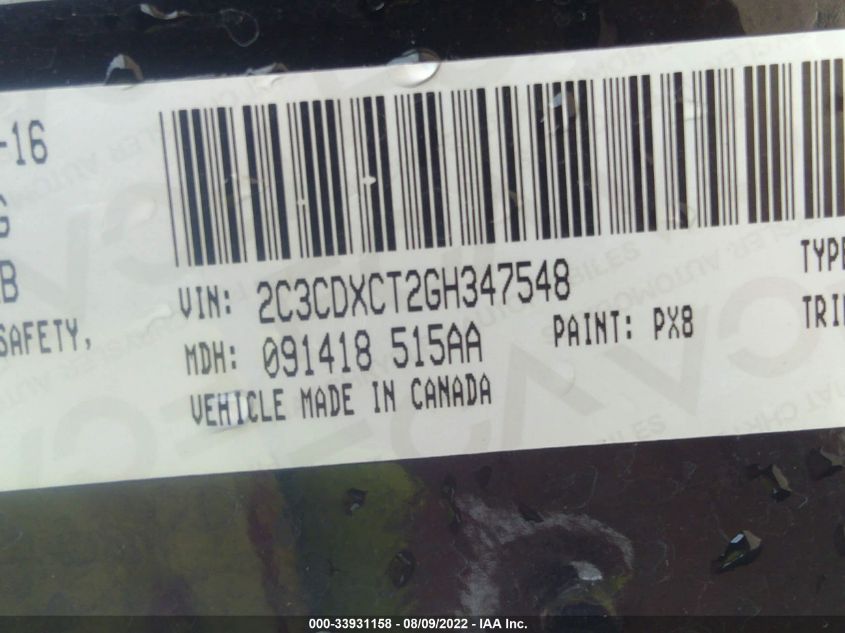 -16
G
B
SAFETY,
VIN: 2C3CDXCT2GH347548
TYPE
MDH: 091418 515AA
PAINT: PX8
TRIM
VEHICLE MADE IN CANADA
000-33931158 - 08/09/2022 - IAA Inc.